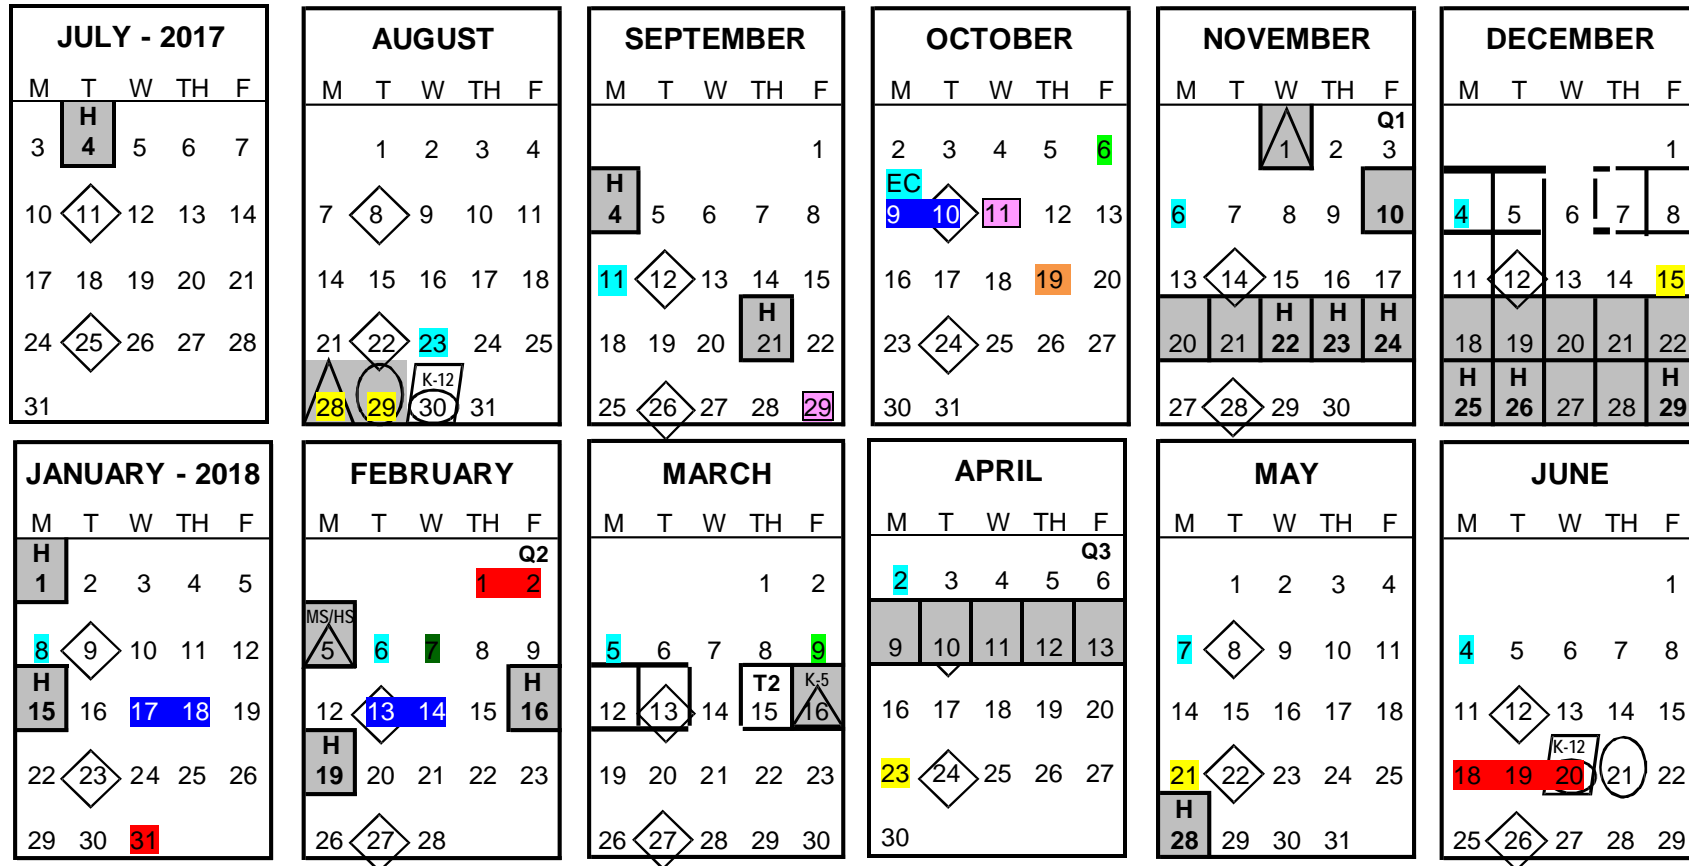 JULY - 2017
M T W TH F
H
3 4 5 6 7
10 11 12 13 14
17 18 19 20 21
24 25 26 27 28
31
AUGUST
M T W TH F
1 2 3 4
7 8 9 10 11
14 15 16 17 18
21 22 23 24 25
K-12
28 29 30 31
SEPTEMBER
M T W TH F
1
H
4 5 6 7 8
11 12 13 14 15
H
18 19 20 21 22
25 26 27 28 29
OCTOBER
M T W TH F
2 3 4 5 6
EC
9 10 11 12 13
16 17 18 19 20
23 24 25 26 27
30 31
NOVEMBER
M T W TH F
Q1
1 2 3
6 7 8 9 10
13 14 15 16 17
H H H
20 21 22 23 24
27 28 29 30
DECEMBER
M T W TH F
1
4 5 6 7 8
11 12 13 14 15
18 19 20 21 22
H H H
25 26 27 28 29
JANUARY - 2018
M T W TH F
H
1 2 3 4 5
8 9 10 11 12
H
15 16 17 18 19
22 23 24 25 26
29 30 31
FEBRUARY
M T W TH F
Q2
1 2
MS/HS
5 6 7 8 9
H
12 13 14 15 16
H
19 20 21 22 23
26 27 28
MARCH
M T W TH F
1 2
5 6 7 8 9
T2 K-5
12 13 14 15 16
19 20 21 22 23
26 27 28 29 30
APRIL
M T W TH F
Q3
2 3 4 5 6
9 10 11 12 13
16 17 18 19 20
23 24 25 26 27
30
MAY
M T W TH F
1 2 3 4
7 8 9 10 11
14 15 16 17 18
21 22 23 24 25
H
28 29 30 31
JUNE
M T W TH F
1
4 5 6 7 8
11 12 13 14 15
K-12
18 19 20 21 22
25 26 27 28 29